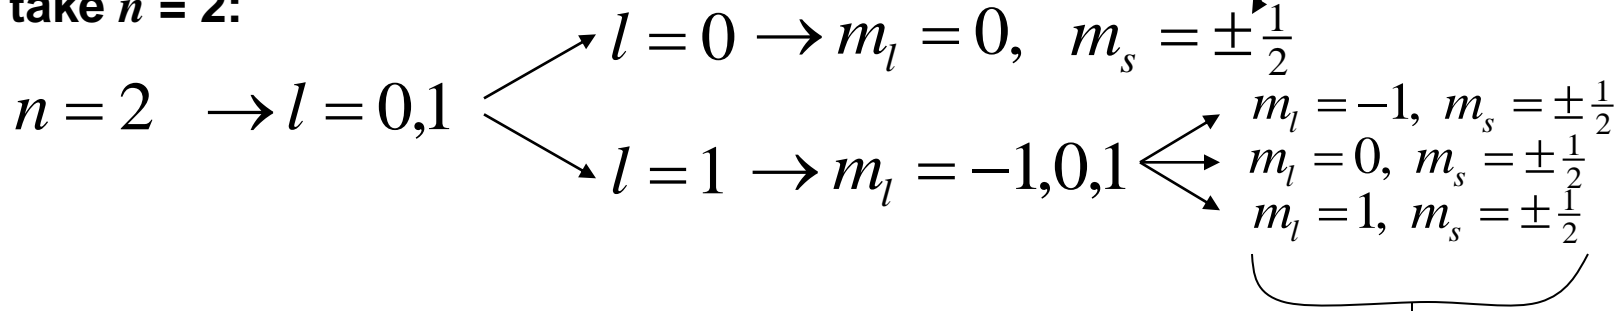 take n = 2:
l = 0 → m_l = 0, m_s = ±1/2
n = 2 → l = 0,1
m_l = −1, m_s = ±1/2
l = 1 → m_l = −1,0,1
m_l = 0, m_s = ±1/2
m_l = 1, m_s = ±1/2